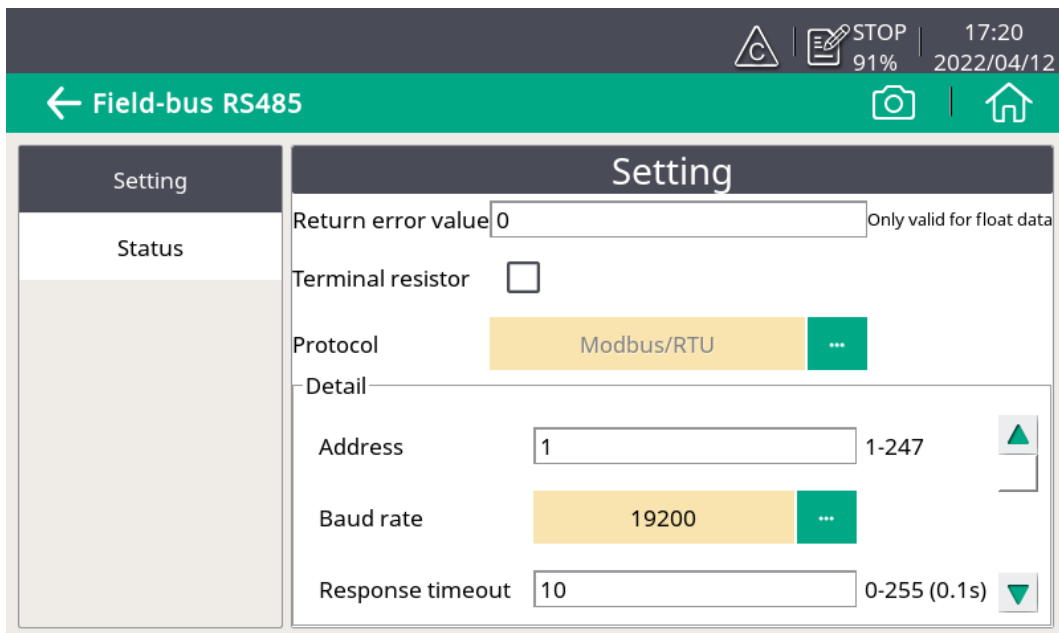 C
STOP
91%
17:20
2022/04/12
Field-bus RS485
Setting
Status
Setting
Return error value 0 Only valid for float data
Terminal resistor
Protocol Modbus/RTU ...
Detail
Address 1 1-247
Baud rate 19200 ...
Response timeout 10 0-255 (0.1s)